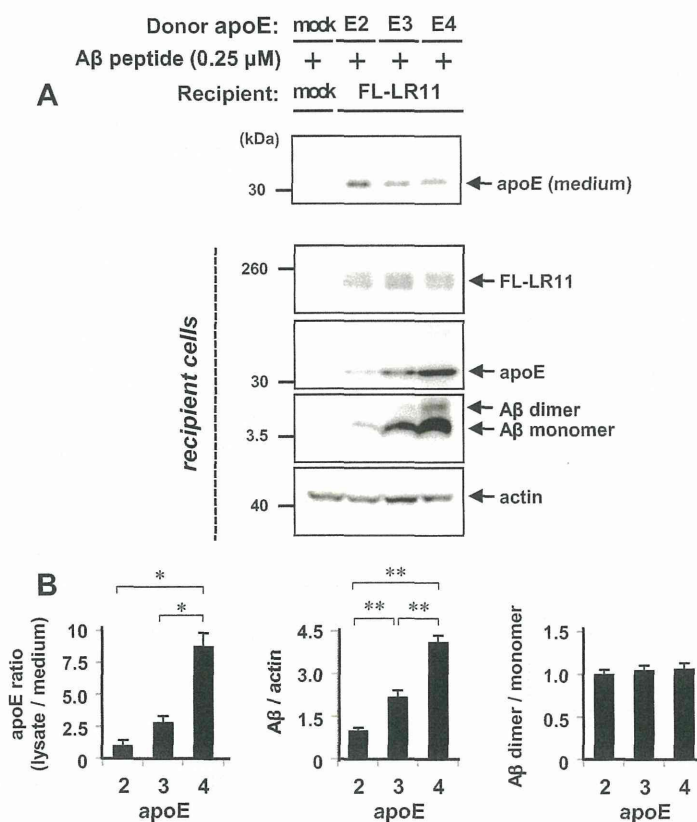 Donor apoE: mock E2 E3 E4
Aβ peptide (0.25 µM) + + + +
A
Recipient: mock FL-LR11
(kDa)
30
apoE (medium)
recipient cells
260
FL-LR11
30
apoE
Aβ dimer
3.5
Aβ monomer
40
actin
B
apoE ratio
(lysate / medium)
10
7.5
5.0
2.5
0
*
*
2 3 4
apoE
Aβ / actin
4.5
3.0
1.5
0
**
** **
2 3 4
apoE
Aβ dimer / monomer
1.5
1.0
0.5
0
2 3 4
apoE